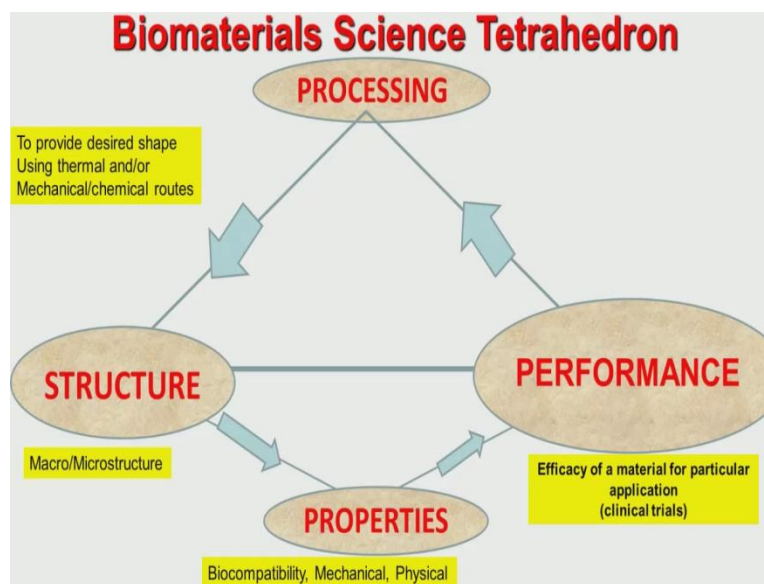 Biomaterials Science Tetrahedron
PROCESSING
To provide desired shape
Using thermal and/or
Mechanical/chemical routes
STRUCTURE
PERFORMANCE
Macro/Microstructure
Efficacy of a material for particular
application
(clinical trials)
PROPERTIES
Biocompatibility, Mechanical, Physical